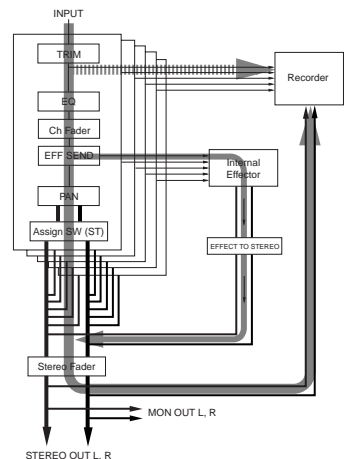 INPUT
TRIM
Recorder
EQ
Ch Fader
EFF SEND
Internal
Effector
PAN
Assign SW (ST)
EFFECT TO STEREO
Stereo Fader
MON OUT L, R
STEREO OUT L, R